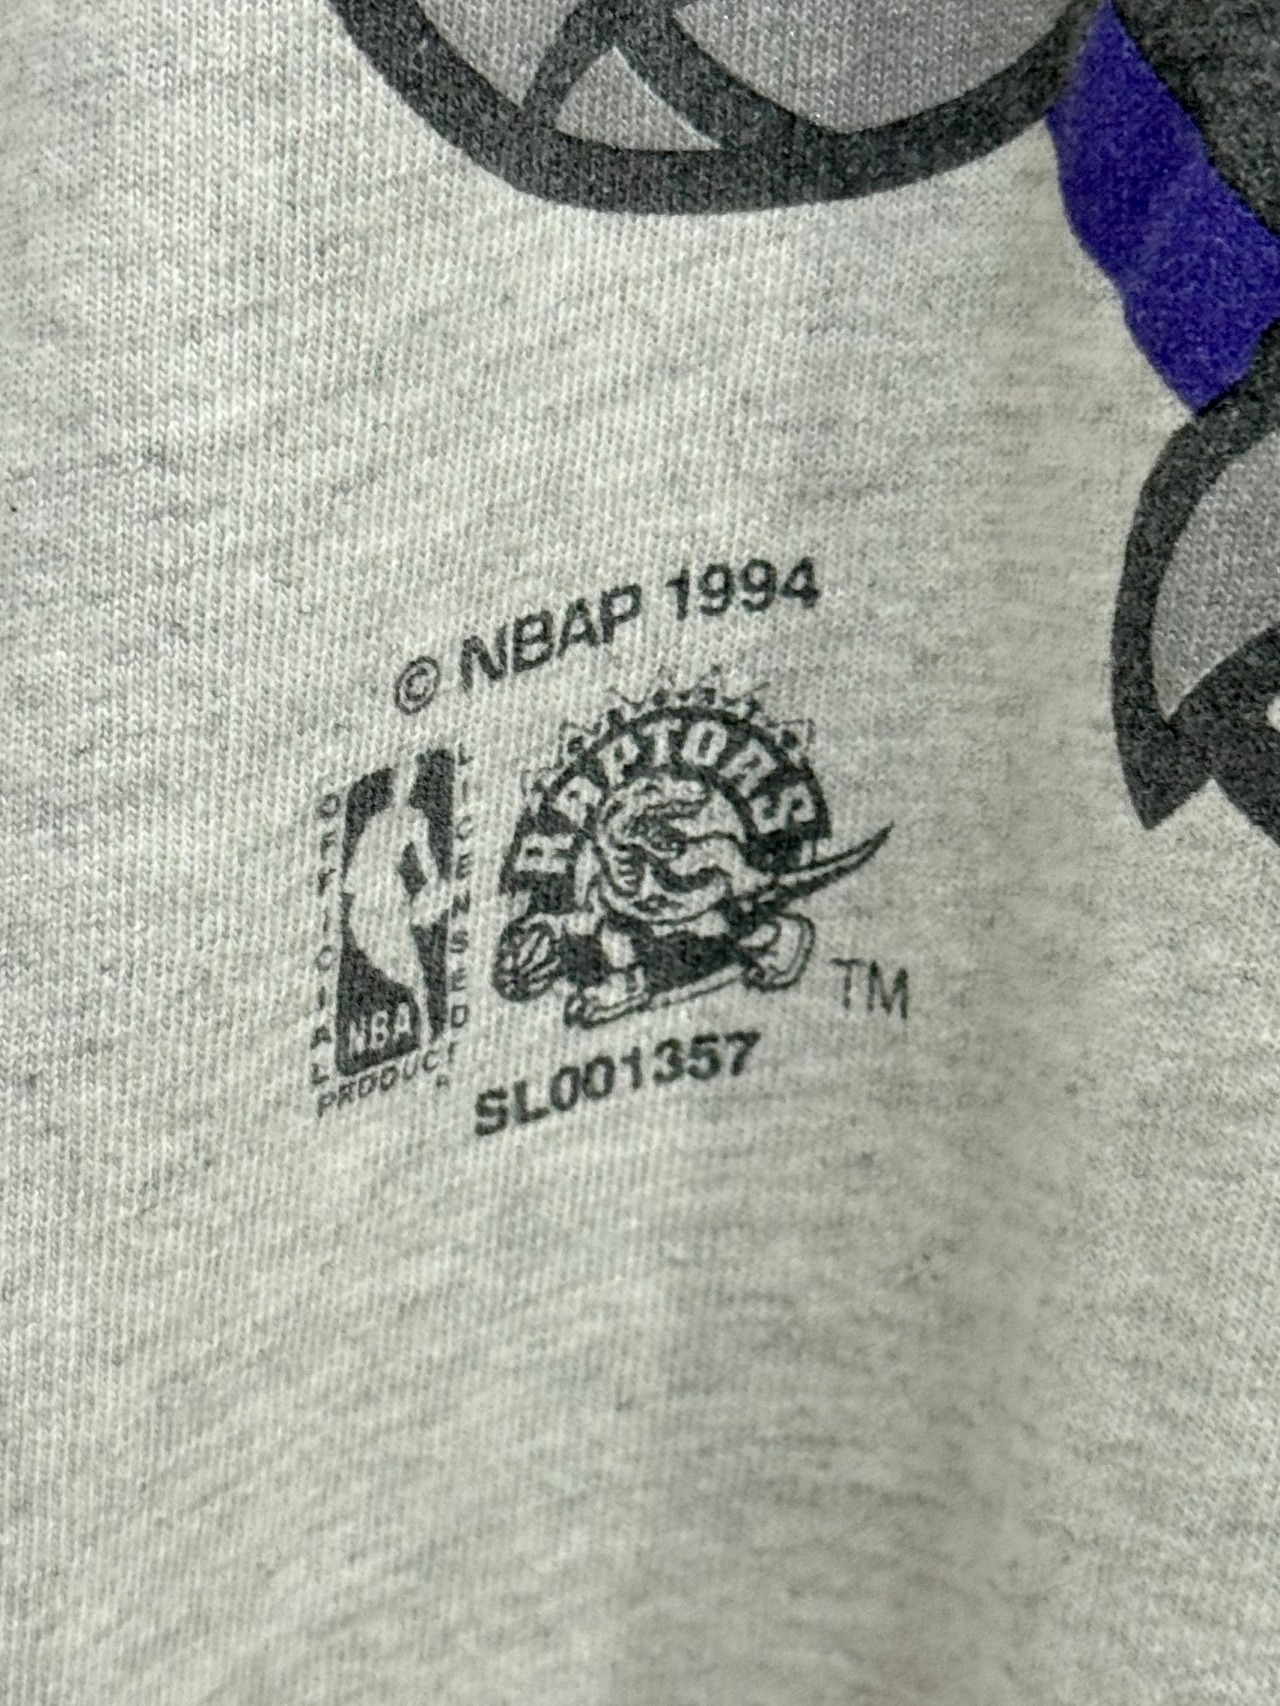 © NBAP 1994
OFFICIAL
LICENSED
NBA
PRODUCT
RAPTORS
TM
SL001357